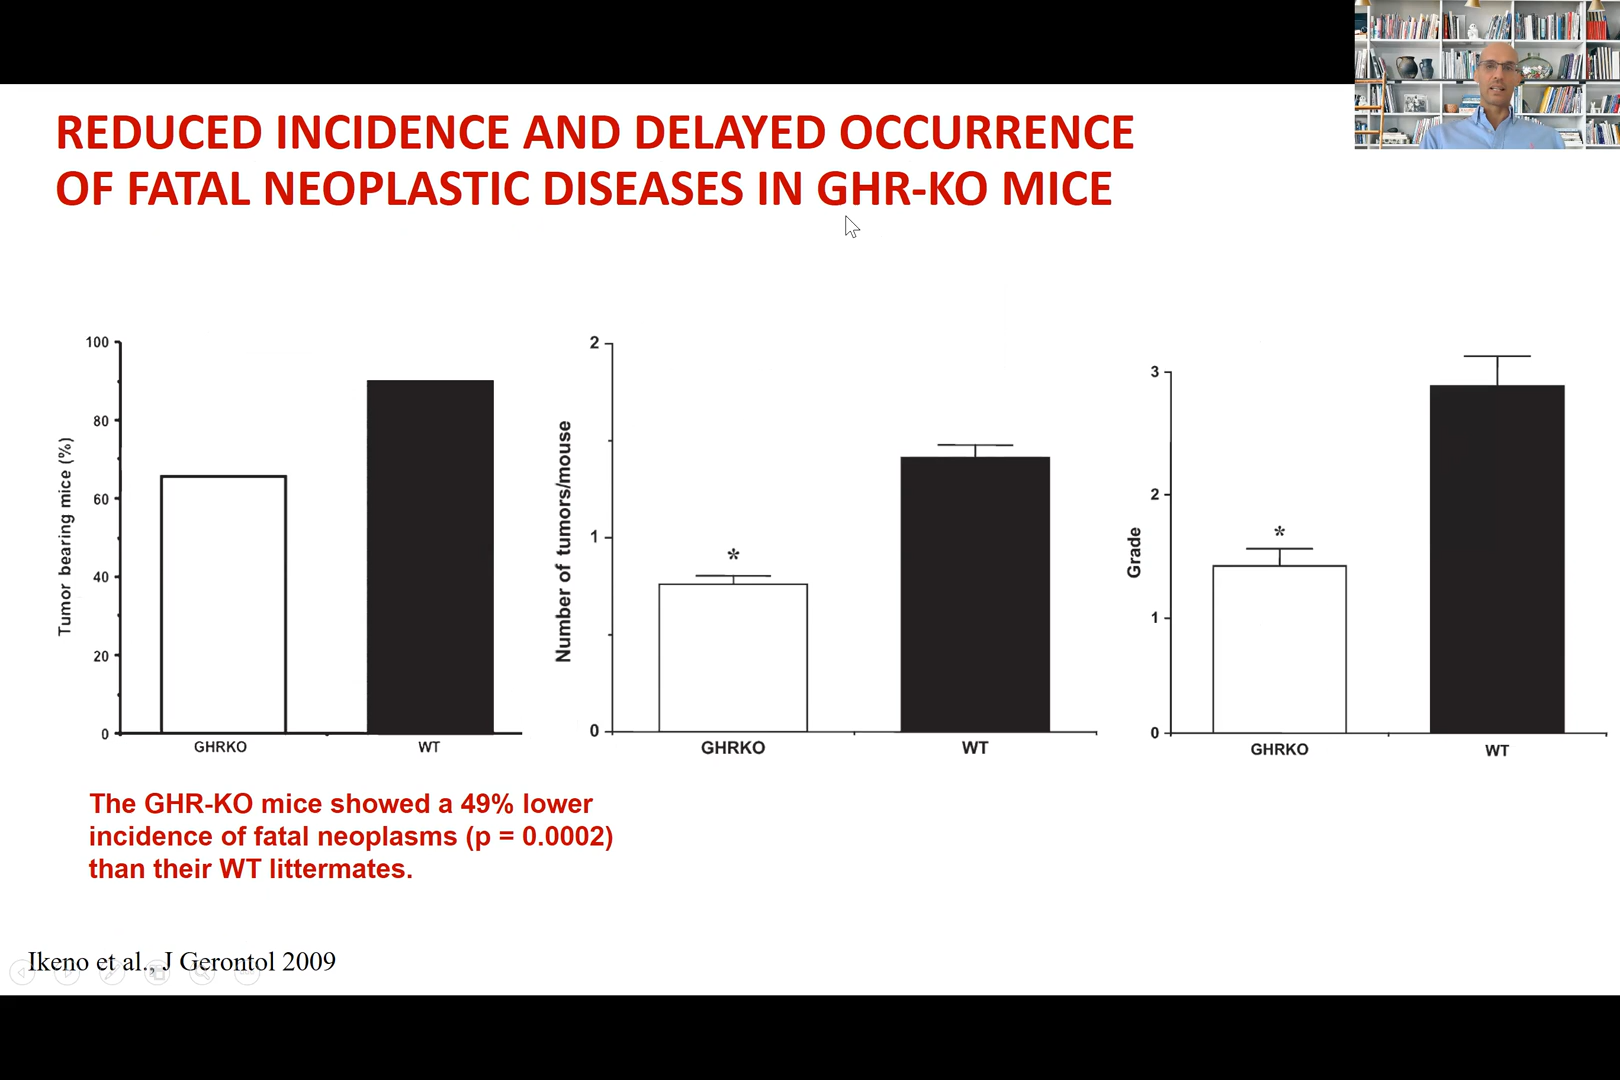 REDUCED INCIDENCE AND DELAYED OCCURRENCE
OF FATAL NEOPLASTIC DISEASES IN GHR-KO MICE
Tumor bearing mice (%)
100
80
60
40
20
0
GHRKO
WT
Number of tumors/mouse
2
1
0
*
GHRKO
WT
Grade
3
2
1
0
*
GHRKO
WT
The GHR-KO mice showed a 49% lower
incidence of fatal neoplasms (p = 0.0002)
than their WT littermates.
Ikeno et al., J Gerontol 2009